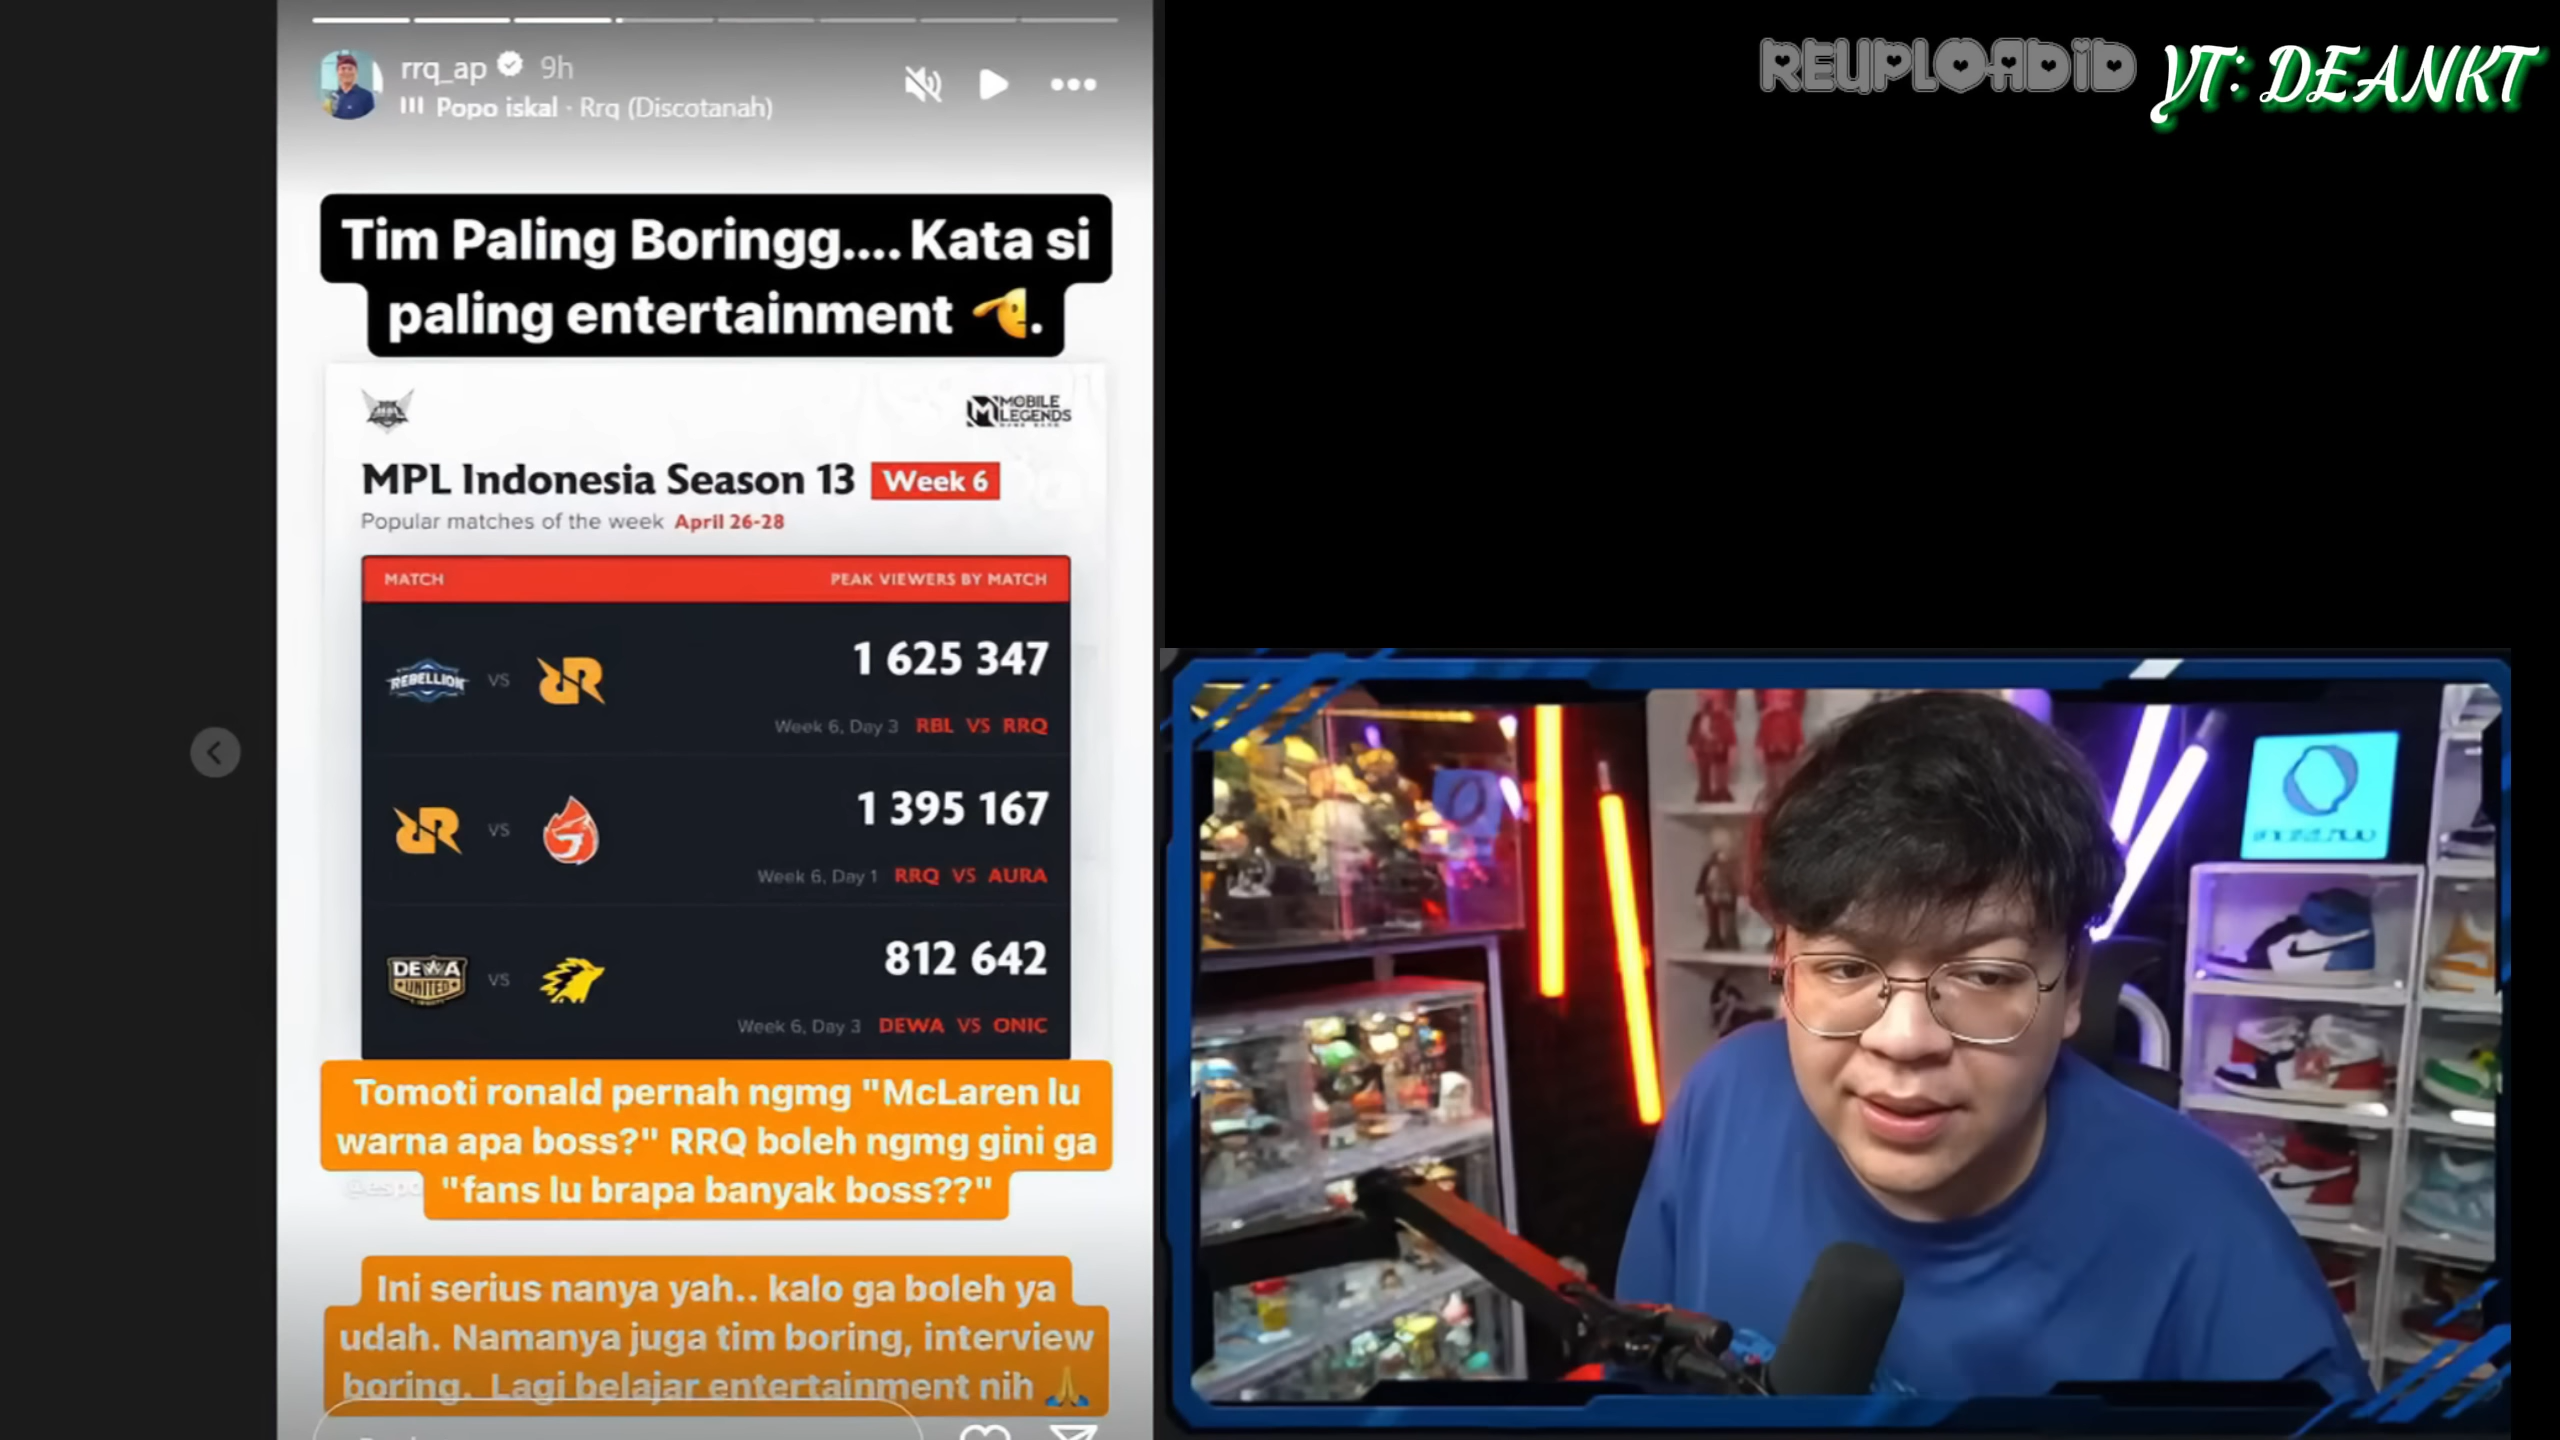 rrq_ap 9h
Popo iskal · Rrq (Discotanah)
REUPLOADID
YT: DEANKT
Tim Paling Boringg.... Kata si
paling entertainment 🫡.
MOBILE
LEGENDS
BANG BANG
MPL Indonesia Season 13 Week 6
Popular matches of the week April 26-28
MATCH PEAK VIEWERS BY MATCH
REBELLION VS 1 625 347
Week 6, Day 3 RBL VS RRQ
VS 1 395 167
Week 6, Day 1 RRQ VS AURA
DEWA
UNITED VS 812 642
Week 6, Day 3 DEWA VS ONIC
Tomoti ronald pernah ngmg "McLaren lu
warna apa boss?" RRQ boleh ngmg gini ga
"fans lu brapa banyak boss??"
Ini serius nanya yah.. kalo ga boleh ya
udah. Namanya juga tim boring, interview
boring. Lagi belajar entertainment nih 🙏